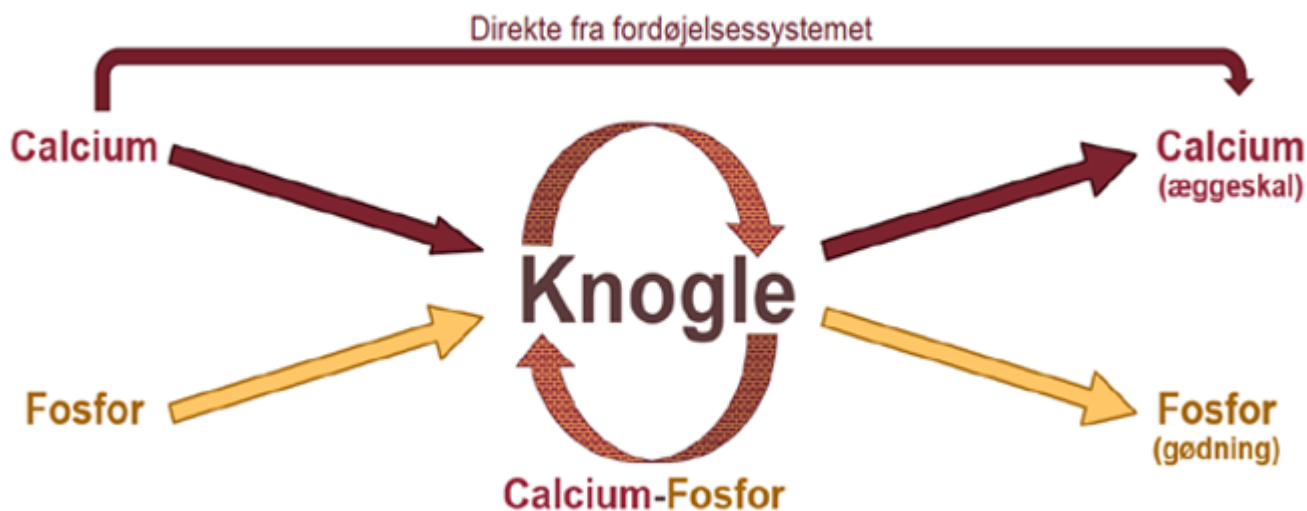 Direkte fra fordøjelsessystemet
Calcium
Calcium
(æggeskal)
Knogle
Fosfor
Fosfor
(gødning)
Calcium-Fosfor